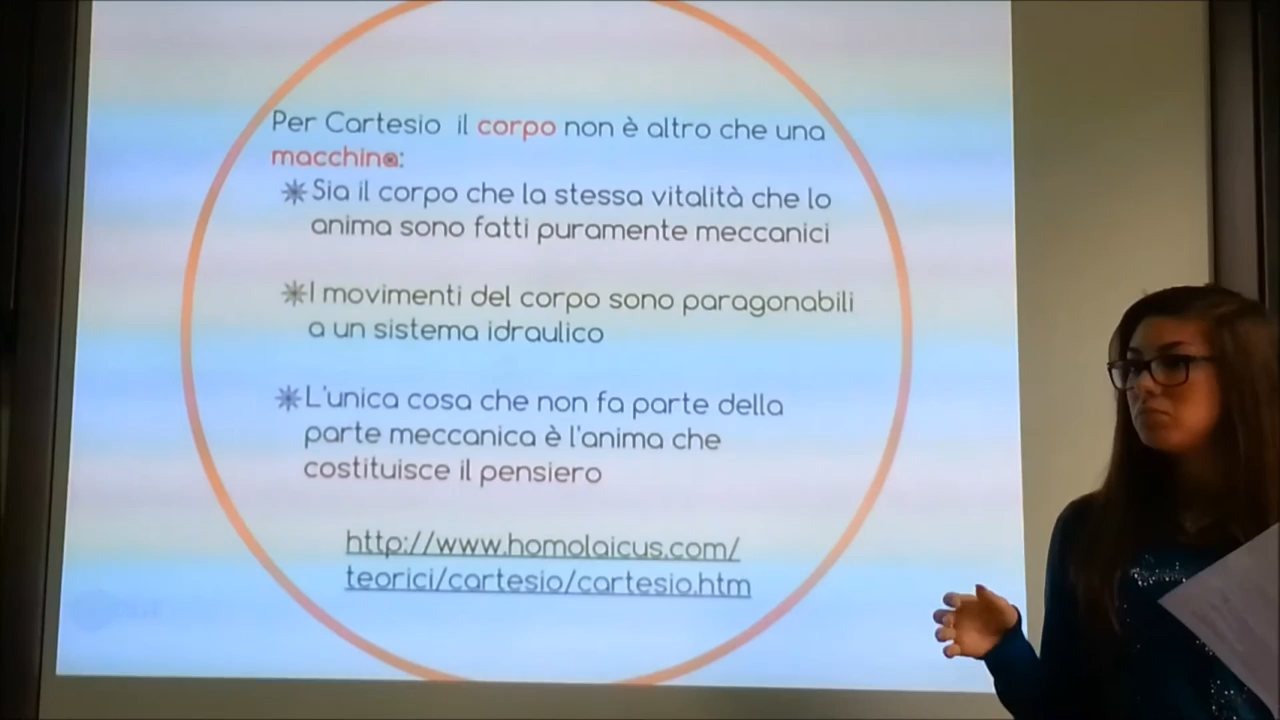 Per Cartesio il corpo non è altro che una
macchina:
Sia il corpo che la stessa vitalità che lo
anima sono fatti puramente meccanici
I movimenti del corpo sono paragonabili
a un sistema idraulico
L'unica cosa che non fa parte della
parte meccanica è l'anima che
costituisce il pensiero
http://www.homolaicus.com/
teorici/cartesio/cartesio.htm